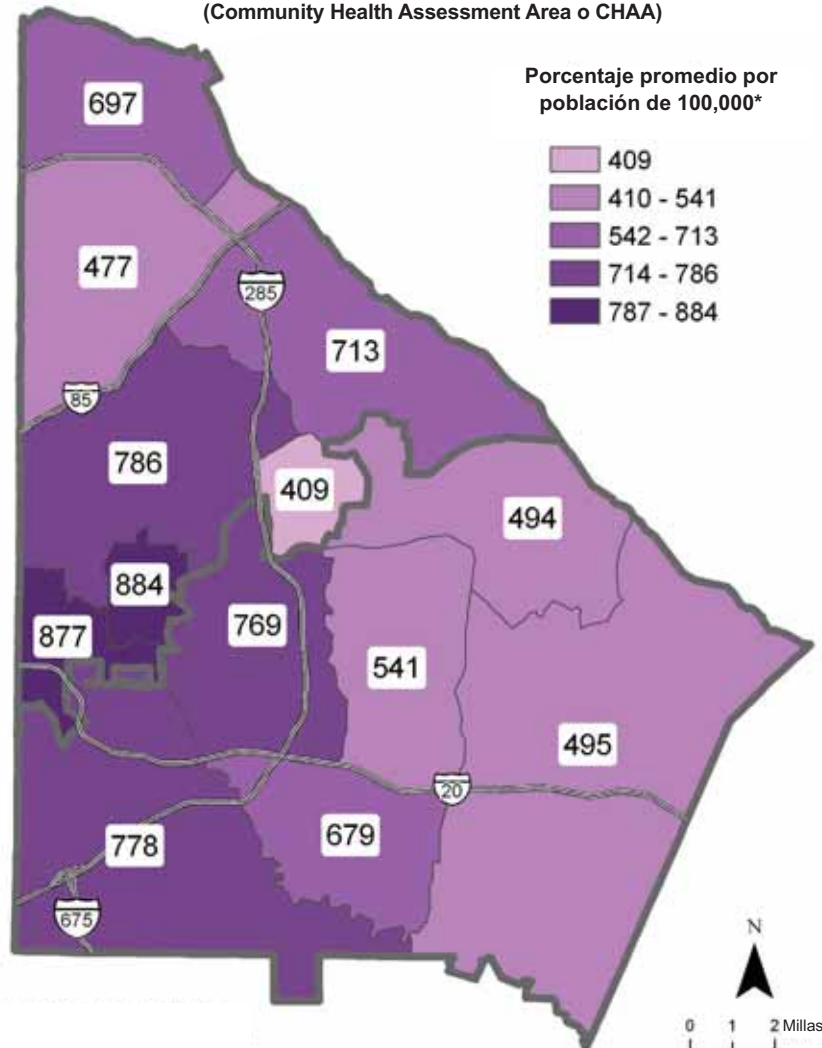 (Community Health Assessment Area o CHAA)
Porcentaje promedio por
población de 100,000*
409
410 - 541
542 - 713
714 - 786
787 - 884
697
477
285
713
85
786
409
494
884
877
769
541
495
20
778
679
675
N
0 1 2 Millas